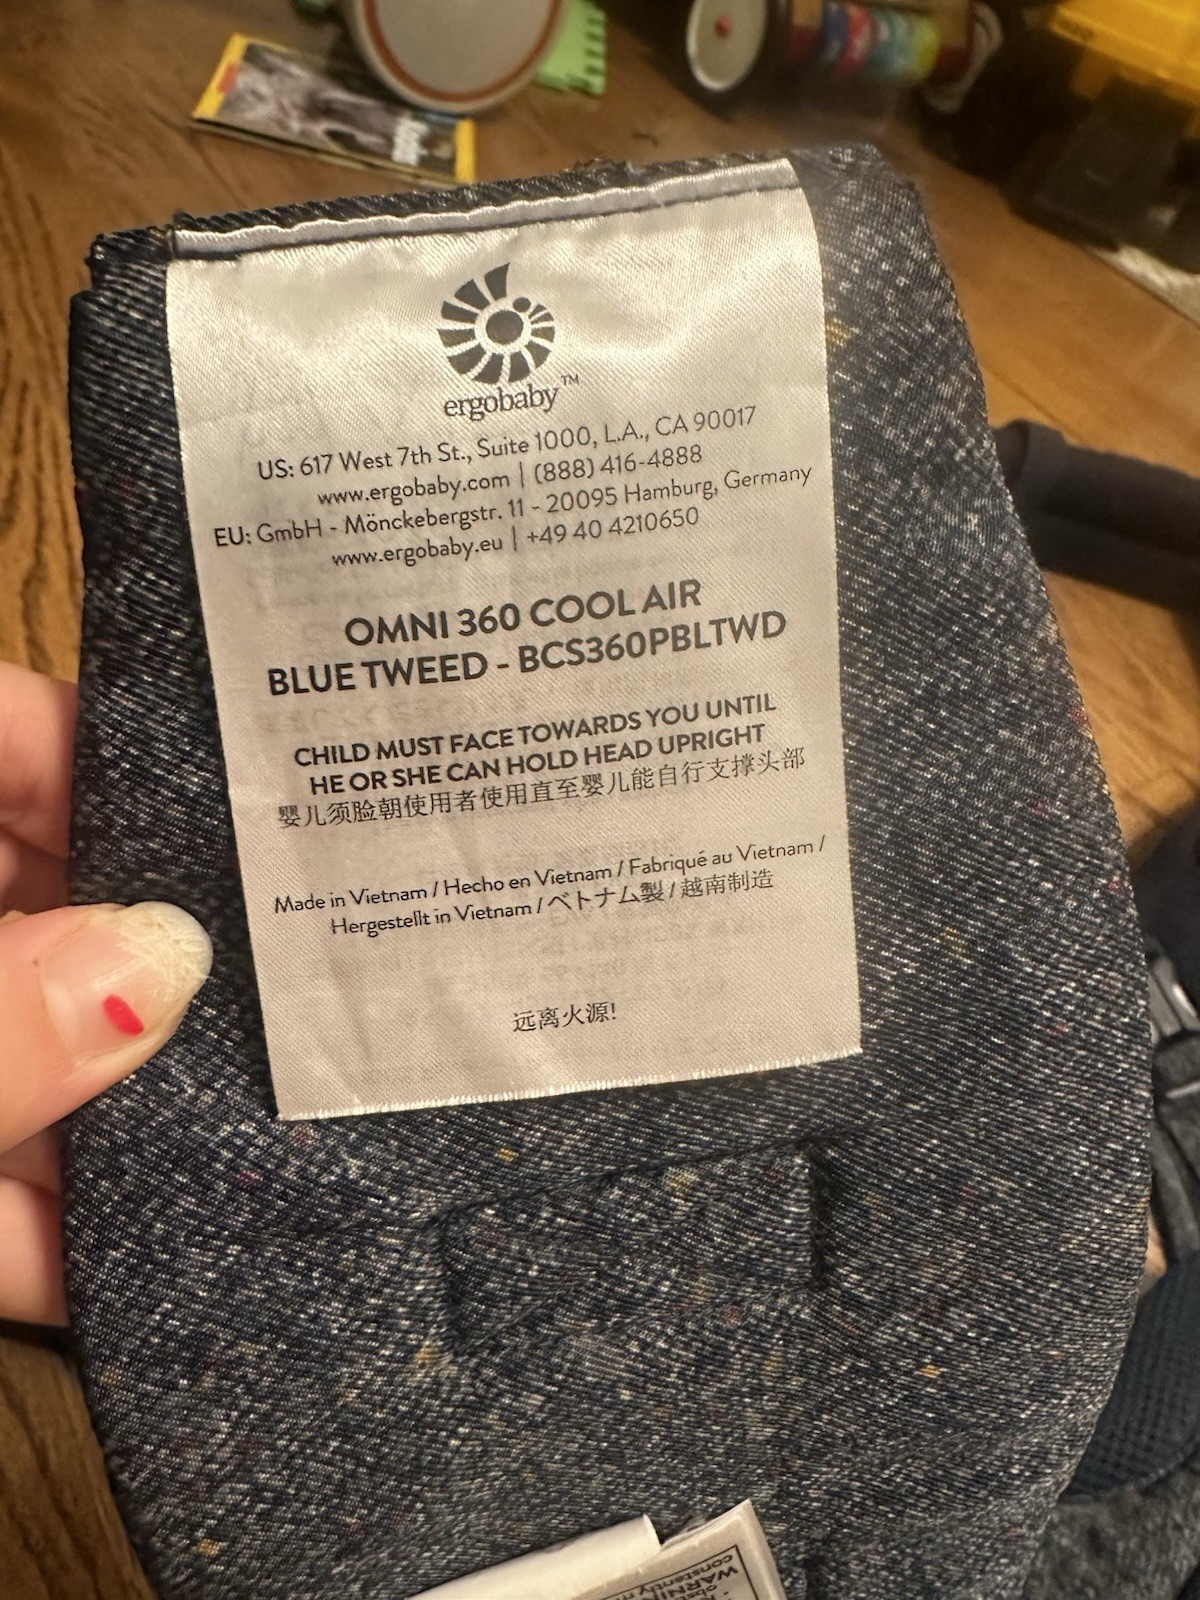 ergobaby™
US: 617 West 7th St., Suite 1000, L.A., CA 90017
www.ergobaby.com | (888) 416-4888
EU: GmbH - Mönckebergstr. 11 - 20095 Hamburg, Germany
www.ergobaby.eu | +49 40 4210650
OMNI 360 COOL AIR
BLUE TWEED - BCS360PBLTWD
CHILD MUST FACE TOWARDS YOU UNTIL
HE OR SHE CAN HOLD HEAD UPRIGHT
婴儿须脸朝使用者使用直至婴儿能自行支撑头部
Made in Vietnam / Hecho en Vietnam / Fabriqué au Vietnam /
Hergestellt in Vietnam / ベトナム製 / 越南制造
远离火源!
constantly